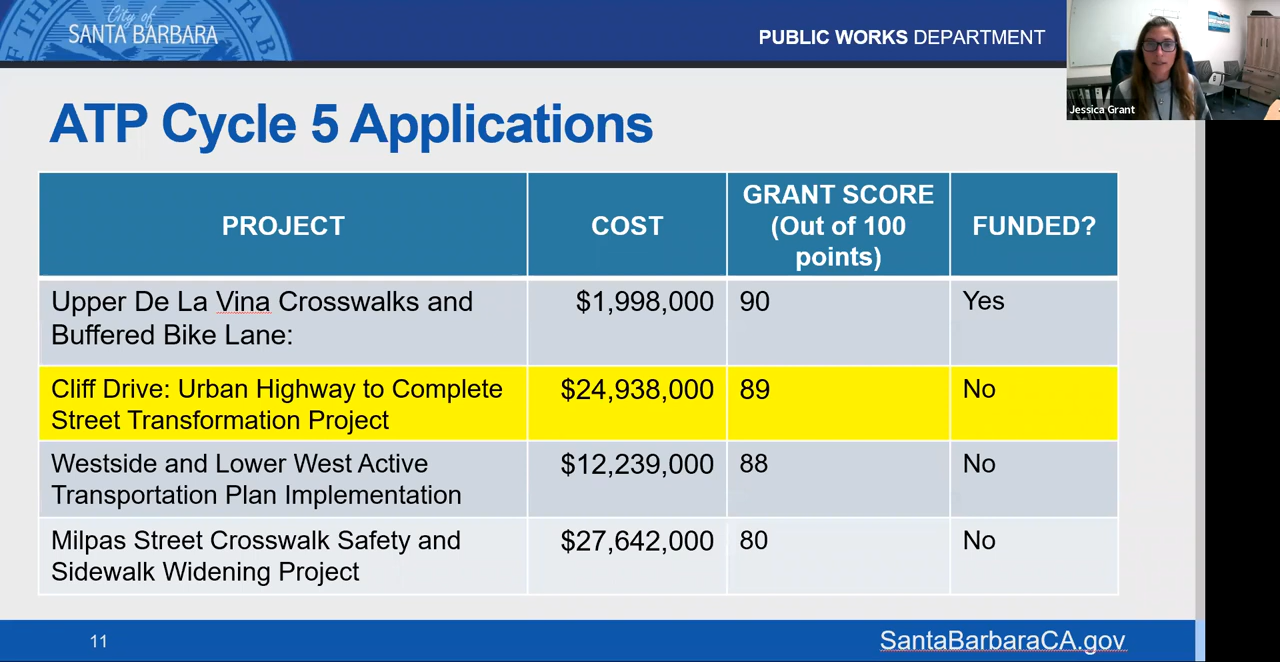 City of
SANTA BARBARA
PUBLIC WORKS DEPARTMENT
Jessica Grant
ATP Cycle 5 Applications
PROJECT
COST
GRANT SCORE
(Out of 100
points)
FUNDED?
Upper De La Vina Crosswalks and
Buffered Bike Lane:
$1,998,000
90
Yes
Cliff Drive: Urban Highway to Complete
Street Transformation Project
$24,938,000
89
No
Westside and Lower West Active
Transportation Plan Implementation
$12,239,000
88
No
Milpas Street Crosswalk Safety and
Sidewalk Widening Project
$27,642,000
80
No
11
SantaBarbaraCA.gov